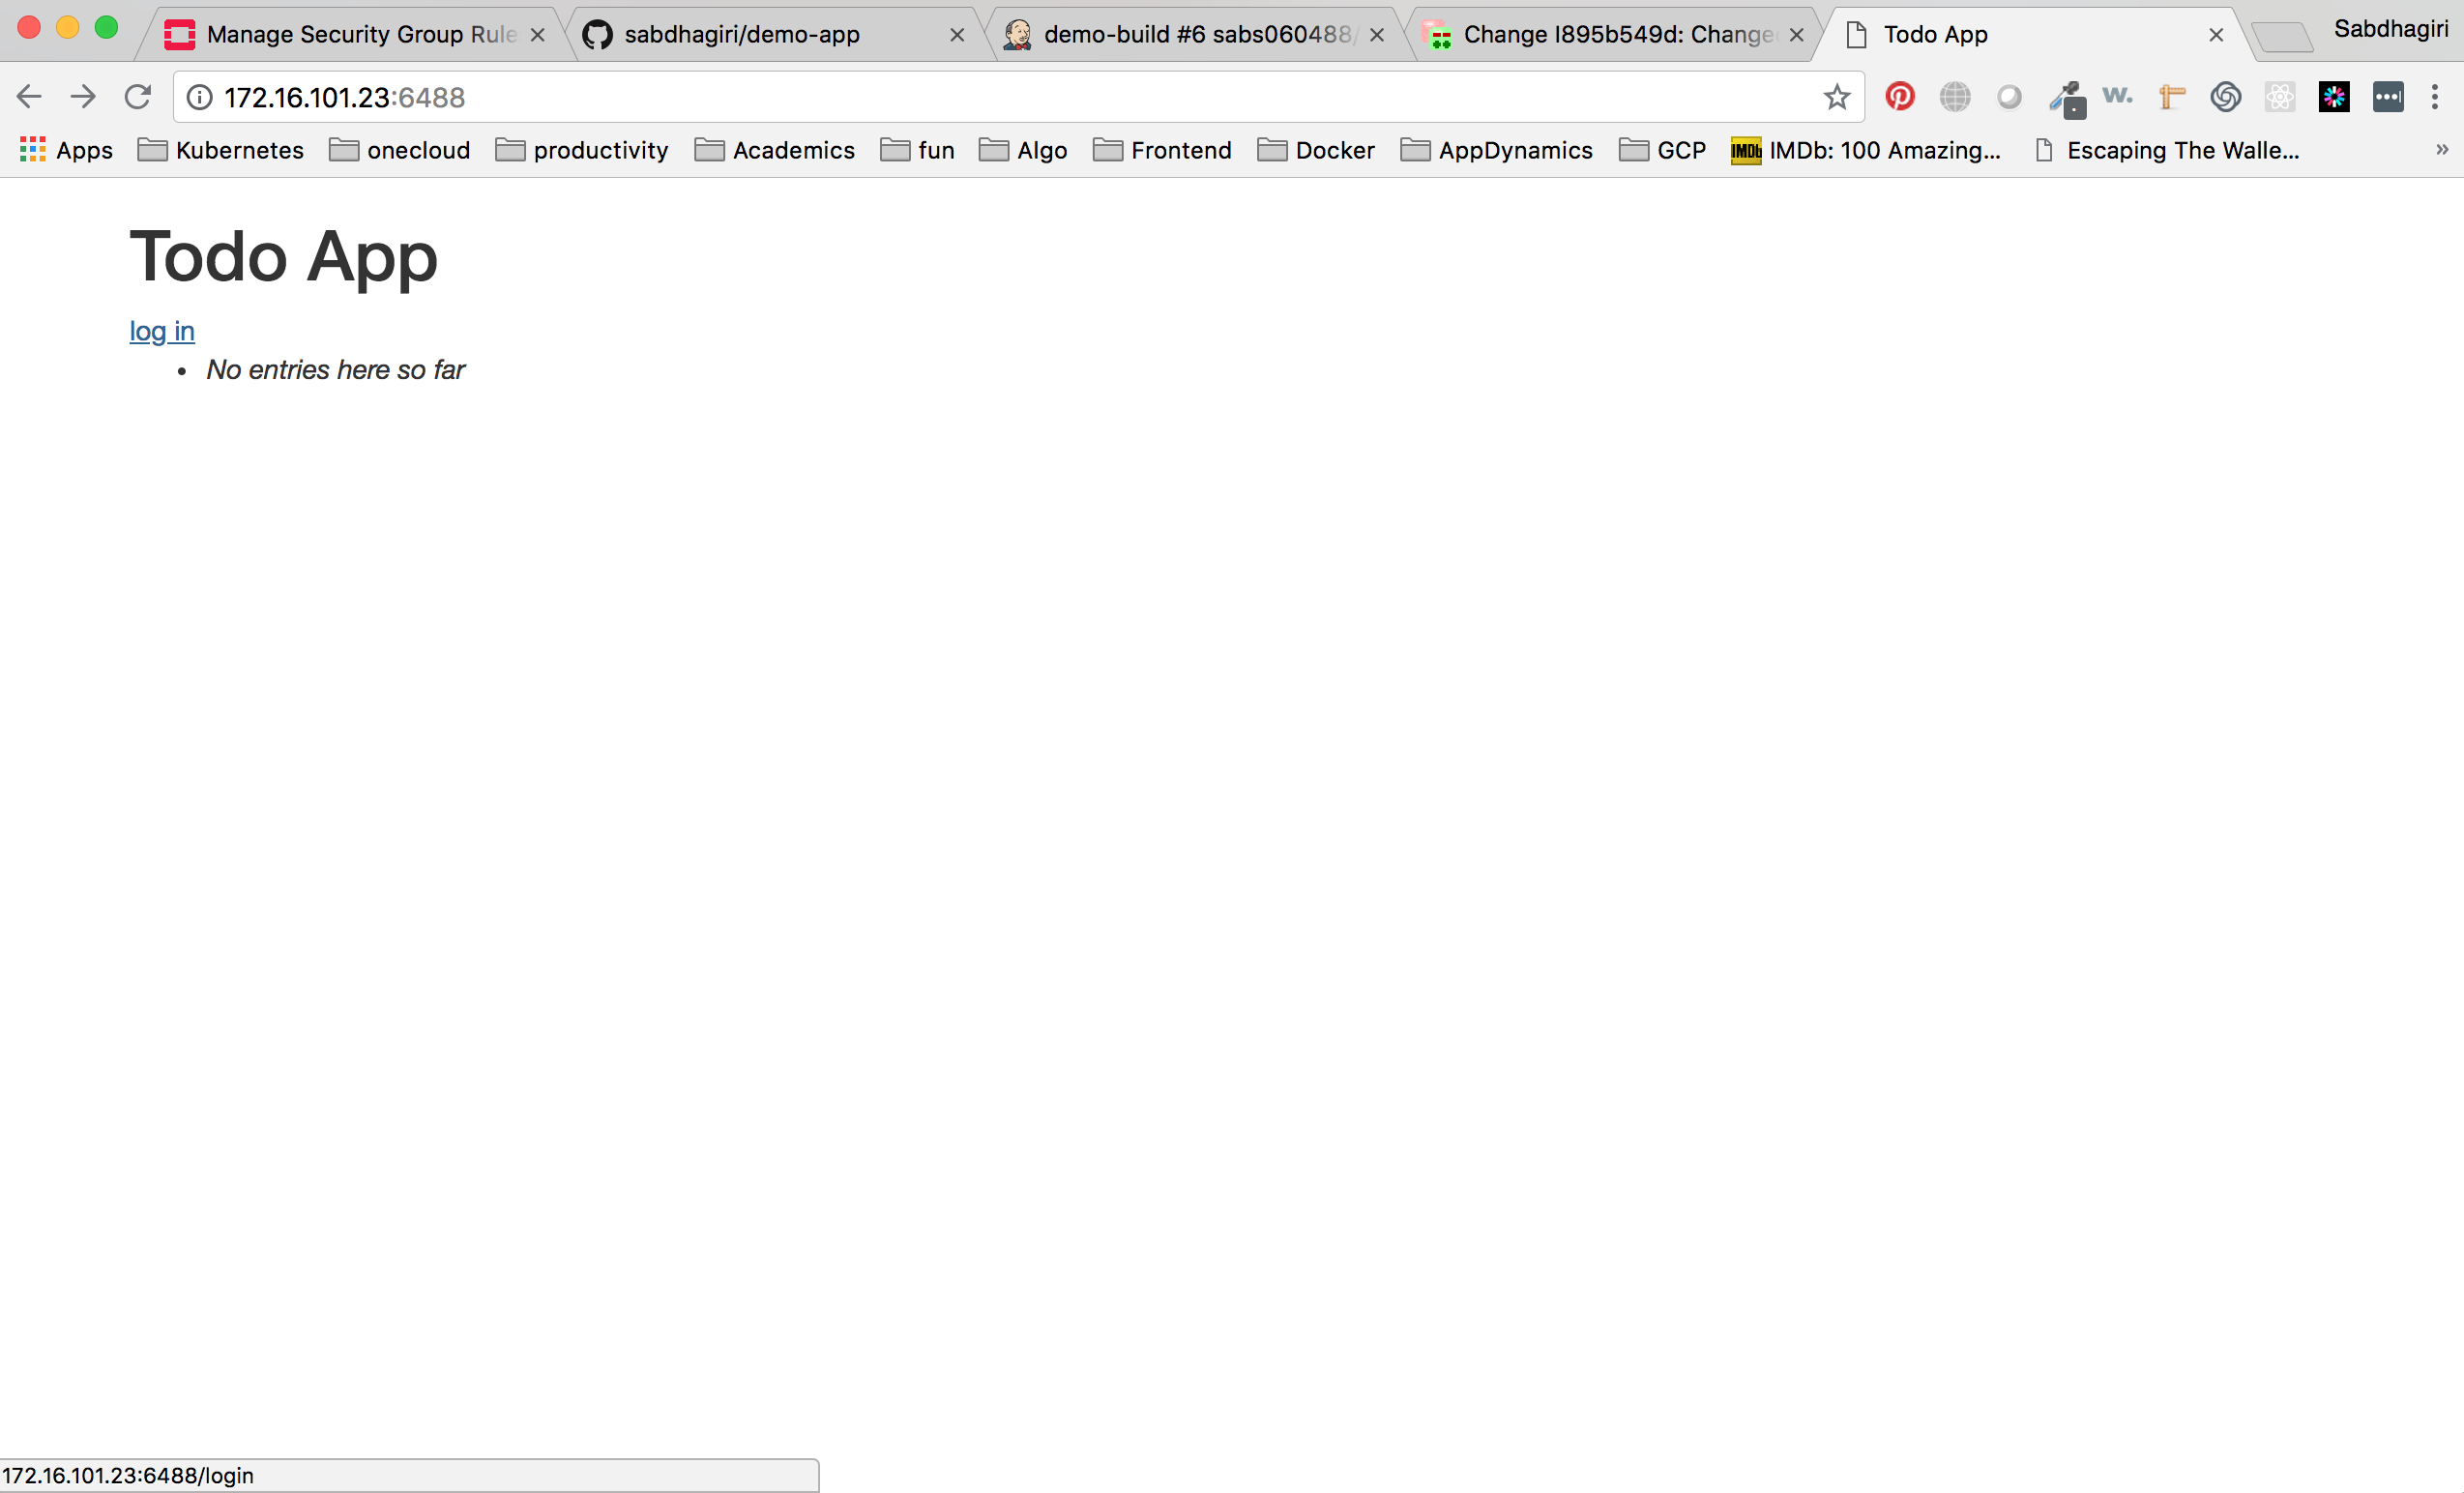 Manage Security Group Rule
sabdhagiri/demo-app
demo-build #6 sabs060488/
Change I895b549d: Change
Todo App
Sabdhagiri
172.16.101.23:6488
w.
Apps
Kubernetes
onecloud
productivity
Academics
fun
Algo
Frontend
Docker
AppDynamics
GCP
IMDb
IMDb: 100 Amazing...
Escaping The Walle...
»
Todo App
log in
• No entries here so far
172.16.101.23:6488/login